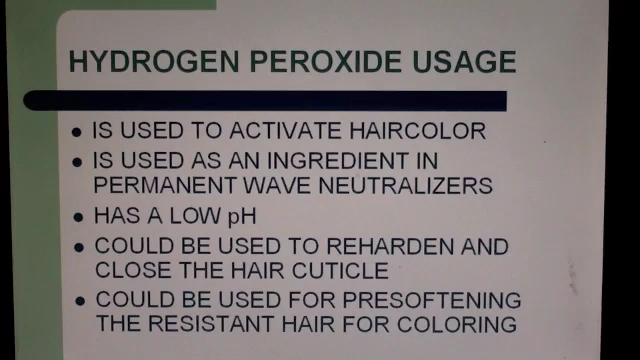 HYDROGEN PEROXIDE USAGE
● IS USED TO ACTIVATE HAIRCOLOR
● IS USED AS AN INGREDIENT IN
PERMANENT WAVE NEUTRALIZERS
● HAS A LOW pH
● COULD BE USED TO REHARDEN AND
CLOSE THE HAIR CUTICLE
● COULD BE USED FOR PRESOFTENING
THE RESISTANT HAIR FOR COLORING